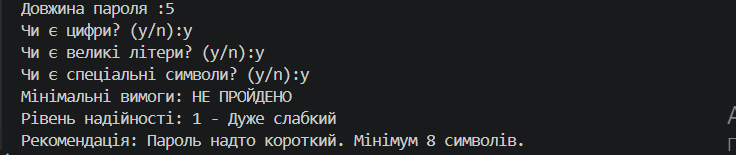 Довжина пароля :5
Чи є цифри? (y/n):y
Чи є великі літери? (y/n):y
Чи є спеціальні символи? (y/n):y
Мінімальні вимоги: НЕ ПРОЙДЕНО
Рівень надійності: 1 - Дуже слабкий
Рекомендація: Пароль надто короткий. Мінімум 8 символів.